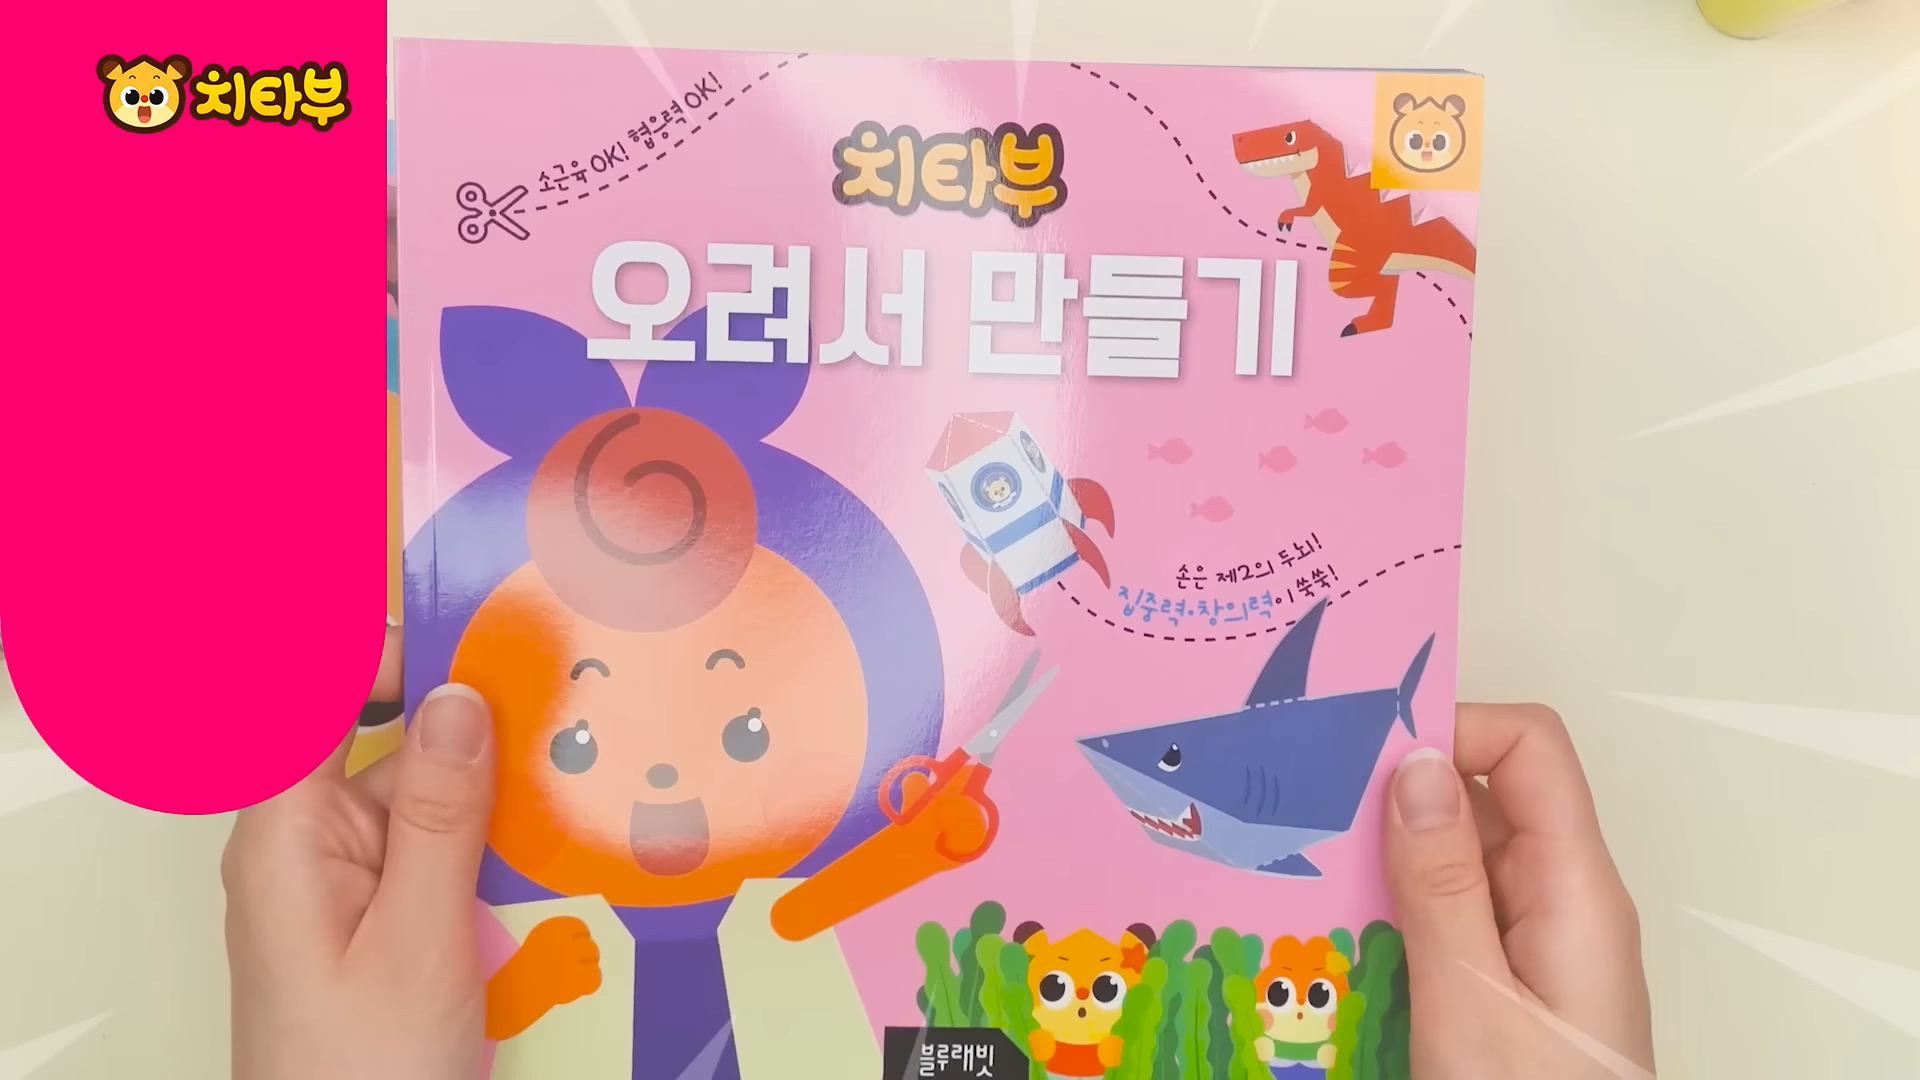 치타부
소근육 OK! 협응력 OK!
치타부
오려서 만들기
손은 제2의 두뇌!
집중력·창의력이 쑥쑥!
블루래빗